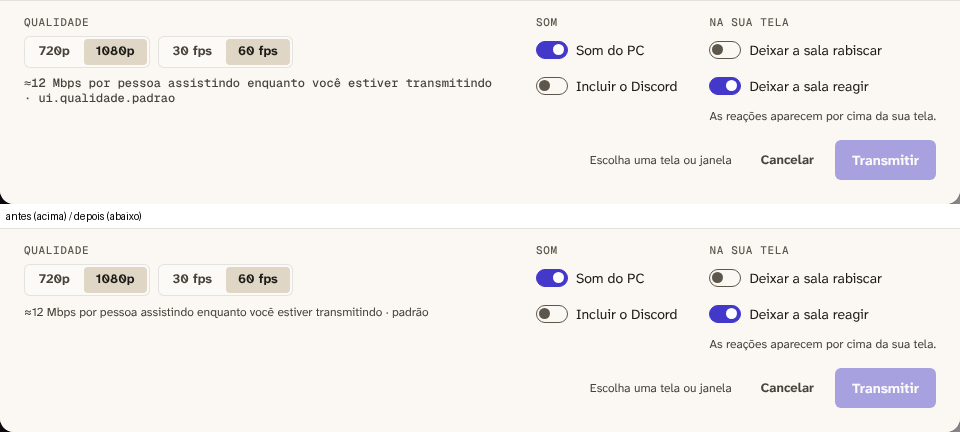 QUALIDADE
SOM
NA SUA TELA
720p 1080p 30 fps 60 fps
Som do PC
Deixar a sala rabiscar
≈12 Mbps por pessoa assistindo enquanto você estiver transmitindo
· ui.qualidade.padrao
Incluir o Discord
Deixar a sala reagir
As reações aparecem por cima da sua tela.
Escolha uma tela ou janela
Cancelar
Transmitir
antes (acima) / depois (abaixo)
QUALIDADE
SOM
NA SUA TELA
720p 1080p 30 fps 60 fps
Som do PC
Deixar a sala rabiscar
≈12 Mbps por pessoa assistindo enquanto você estiver transmitindo · padrão
Incluir o Discord
Deixar a sala reagir
As reações aparecem por cima da sua tela.
Escolha uma tela ou janela
Cancelar
Transmitir